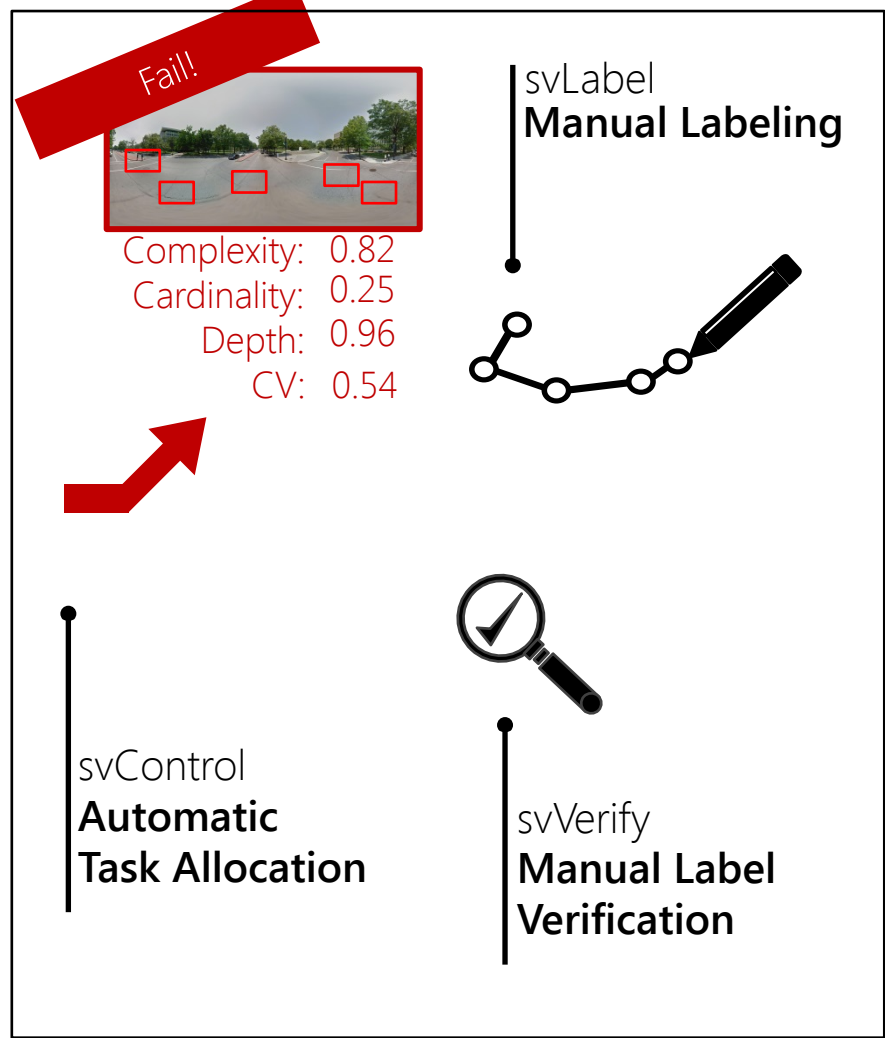 Fail!
Complexity: 0.82
Cardinality: 0.25
Depth: 0.96
CV: 0.54
svLabel
Manual Labeling
svControl
Automatic
Task Allocation
svVerify
Manual Label
Verification